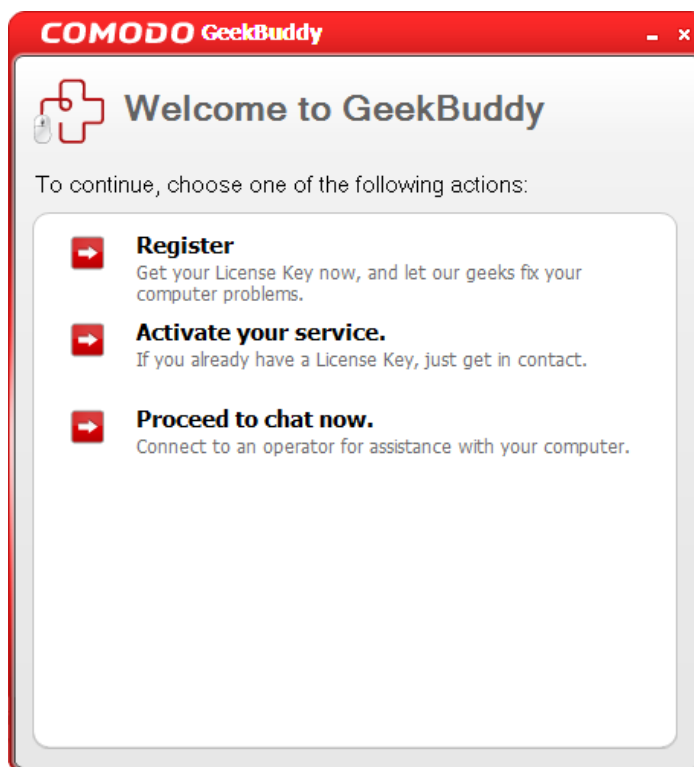 COMODO GeekBuddy
Welcome to GeekBuddy
To continue, choose one of the following actions:
Register
Get your License Key now, and let our geeks fix your
computer problems.
Activate your service.
If you already have a License Key, just get in contact.
Proceed to chat now.
Connect to an operator for assistance with your computer.